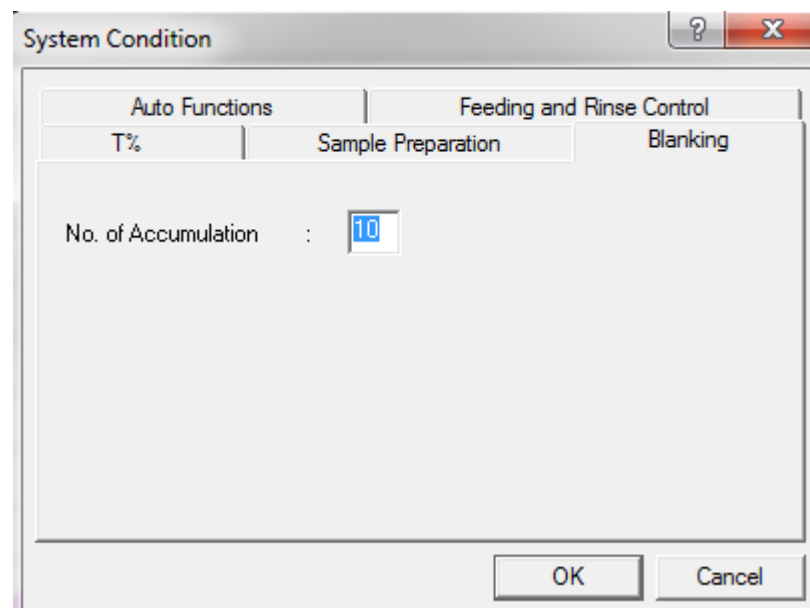 System Condition
Auto Functions Feeding and Rinse Control
T% Sample Preparation Blanking
No. of Accumulation : 10
OK Cancel